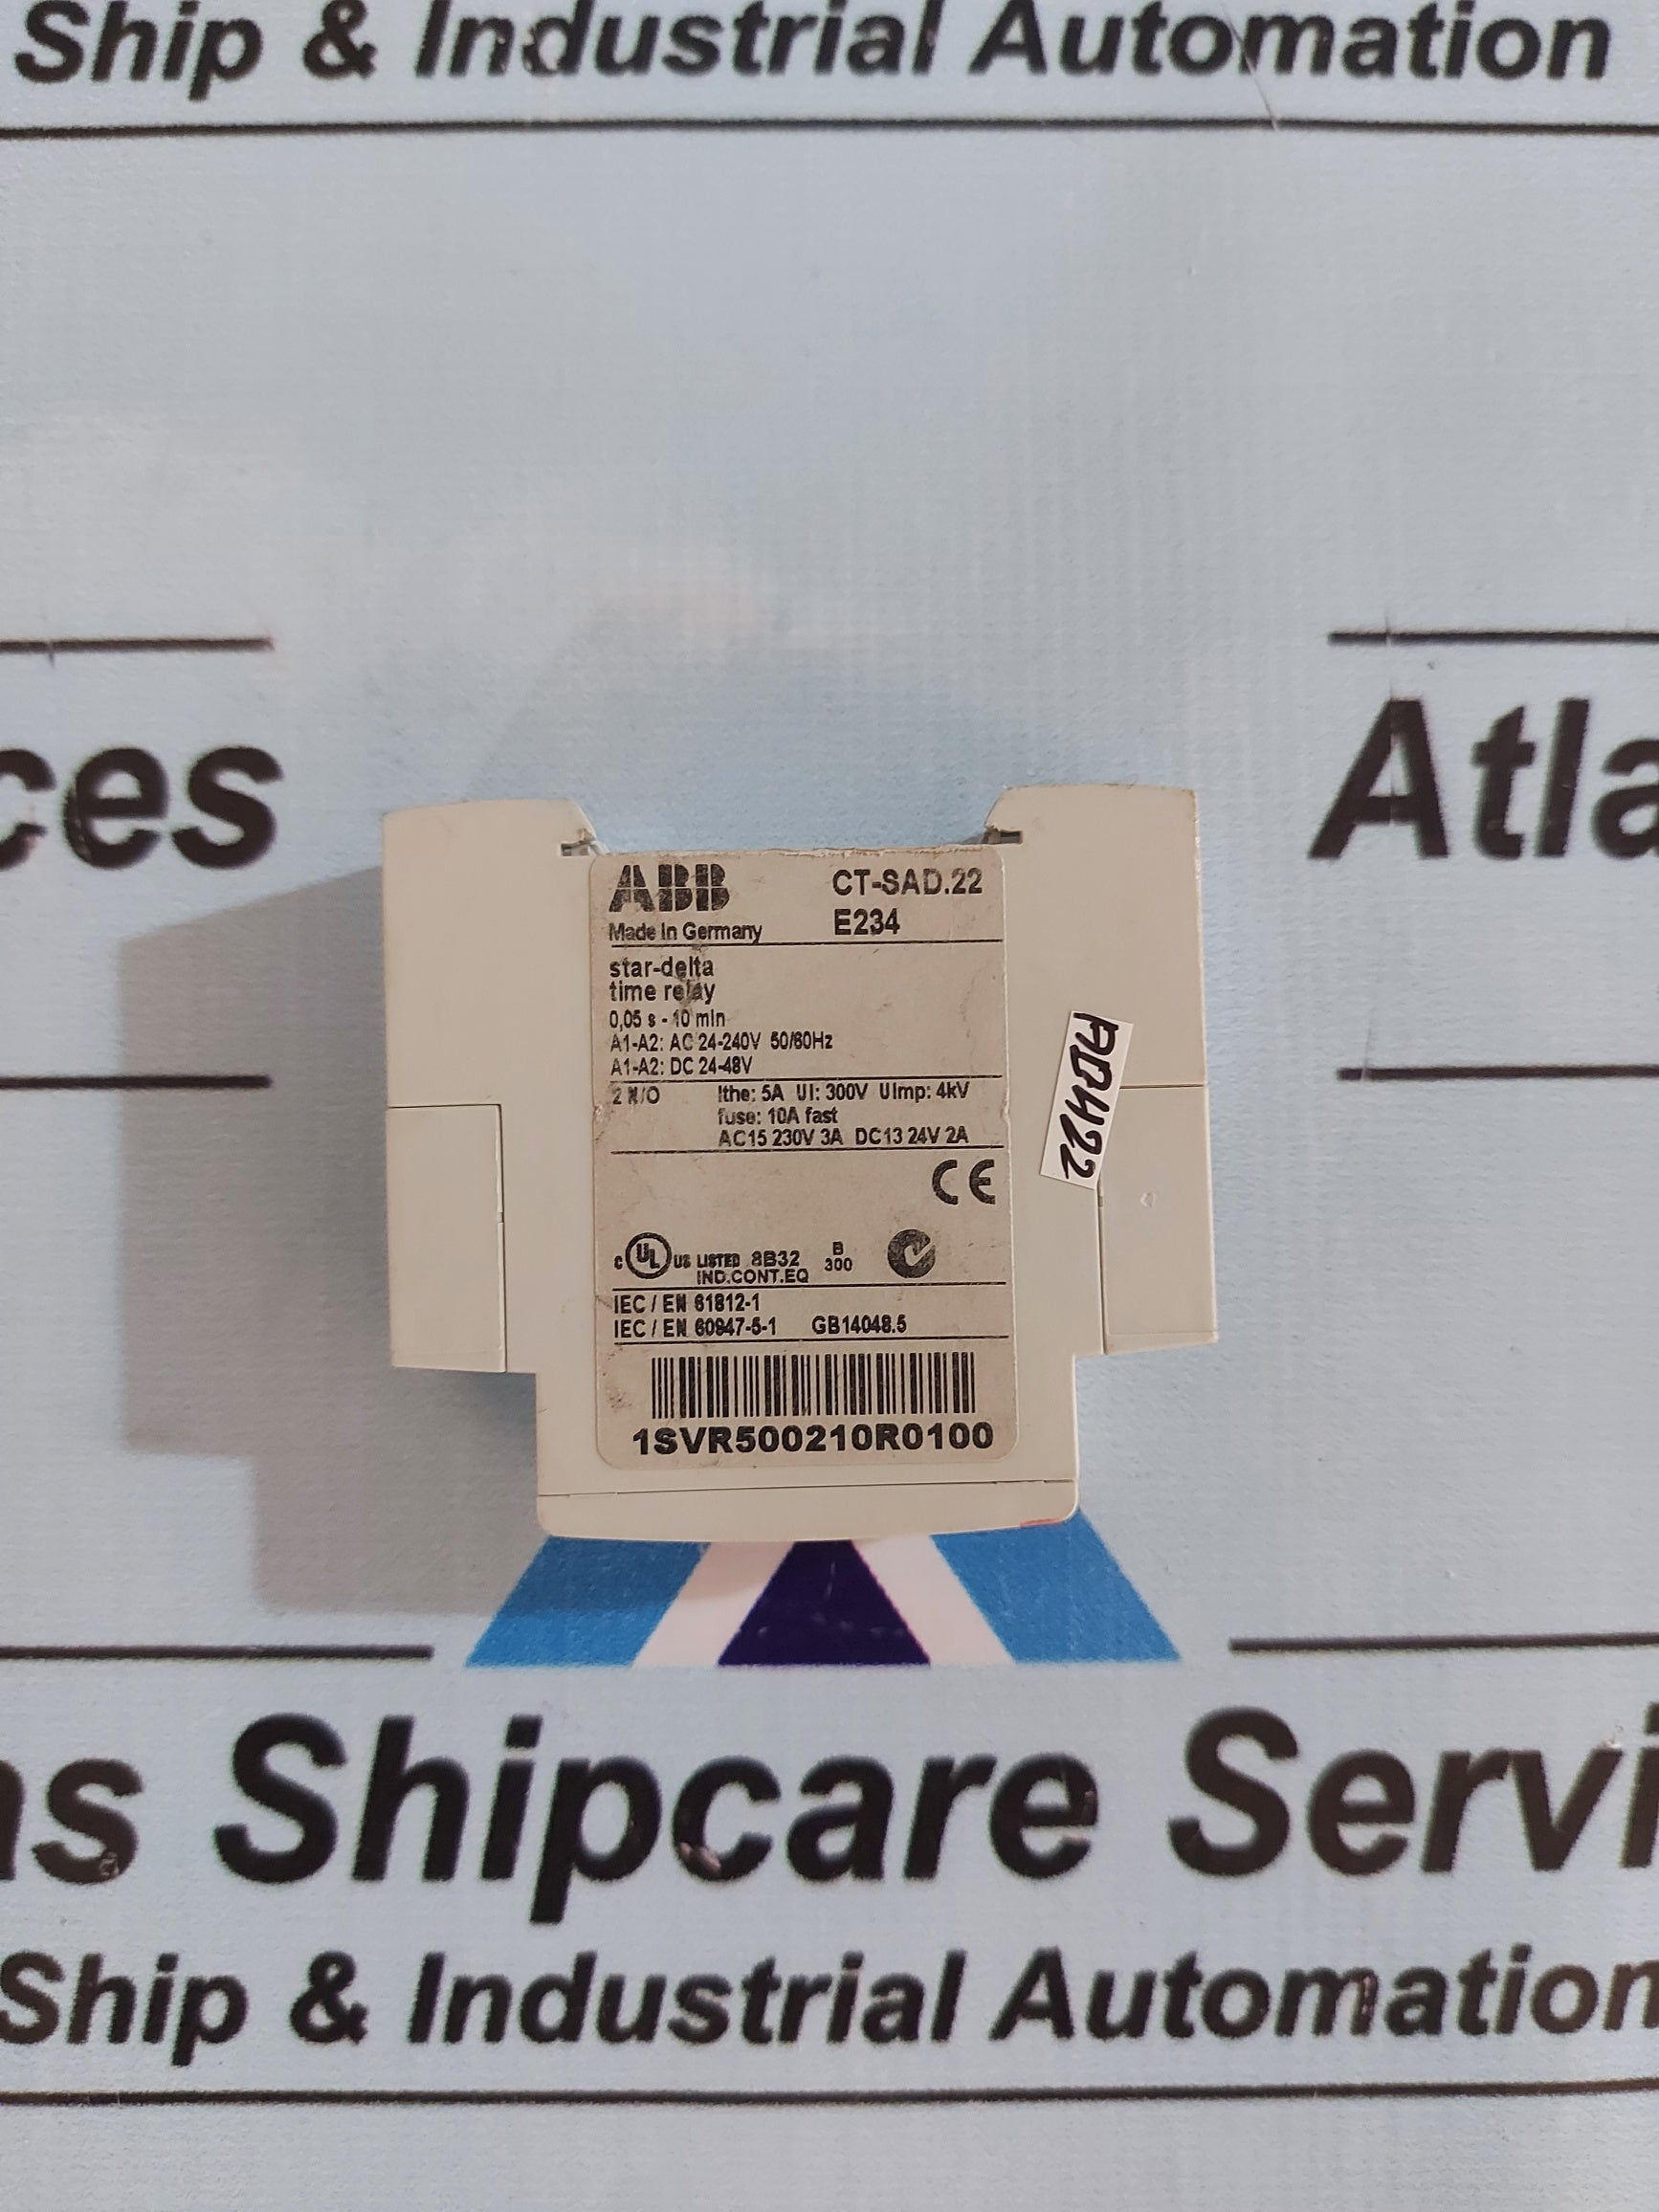 Ship & Industrial Automation
ces
Atla
ABB CT-SAD.22
Made in Germany E234
star-delta
time relay
0,05 s - 10 min
A1-A2: AC 24-240V 50/60Hz
A1-A2: DC 24-48V
2 N/O Ithe: 5A UI: 300V UImp: 4kV
fuse: 10A fast
AC15 230V 3A DC13 24V 2A
CE
c UL US LISTED 8B32 B 300
IND.CONT.EQ
IEC / EN 61812-1
IEC / EN 60947-5-1 GB14048.5
1SVR500210R0100
as Shipcare Servi
Ship & Industrial Automation